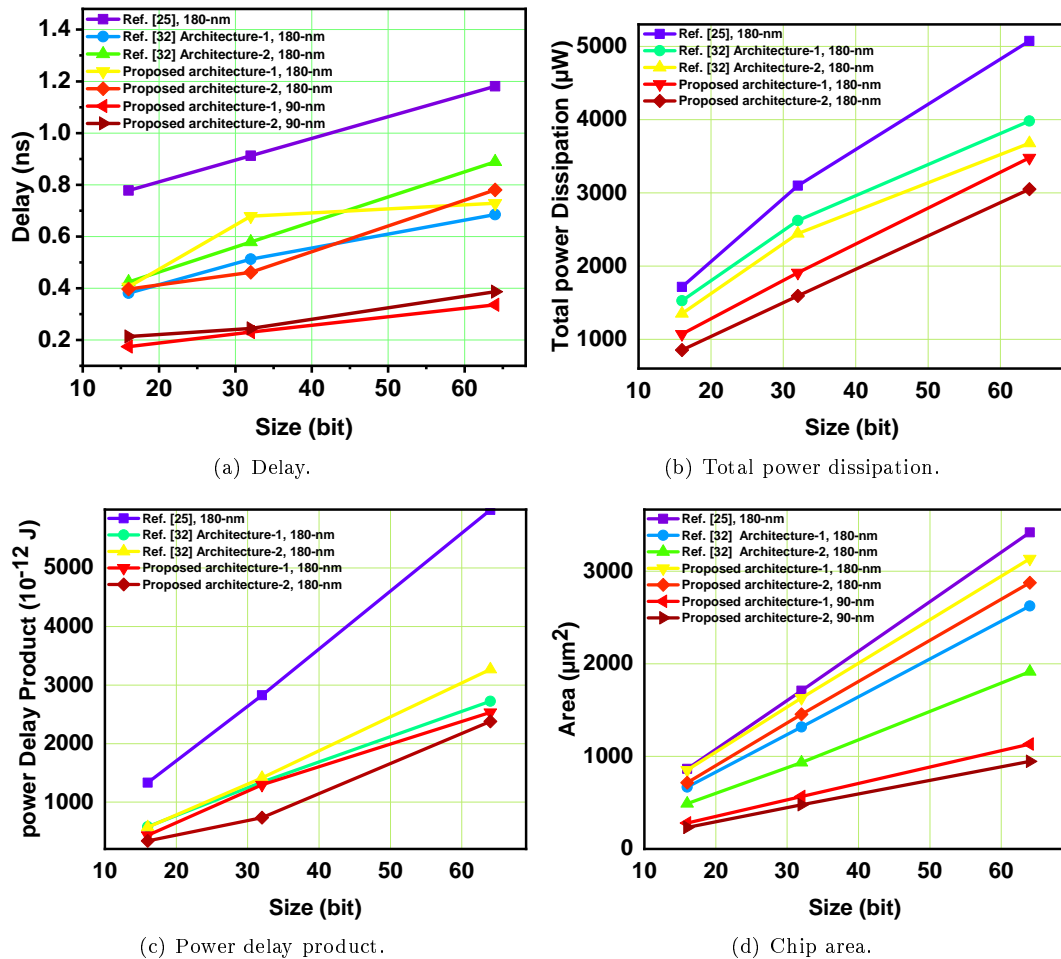 Delay (ns)
1.4
1.2
1.0
0.8
0.6
0.4
0.2
Ref. [25], 180-nm
Ref. [32] Architecture-1, 180-nm
Ref. [32] Architecture-2, 180-nm
Proposed architecture-1, 180-nm
Proposed architecture-2, 180-nm
Proposed architecture-1, 90-nm
Proposed architecture-2, 90-nm
10 20 30 40 50 60
Size (bit)
(a) Delay.
Total power Dissipation (µW)
5000
4000
3000
2000
1000
Ref. [25], 180-nm
Ref. [32] Architecture-1, 180-nm
Ref. [32] Architecture-2, 180-nm
Proposed architecture-1, 180-nm
Proposed architecture-2, 180-nm
10 20 30 40 50 60
Size (bit)
(b) Total power dissipation.
power Delay Product (10⁻¹² J)
5000
4000
3000
2000
1000
Ref. [25], 180-nm
Ref. [32] Architecture-1, 180-nm
Ref. [32] Architecture-2, 180-nm
Proposed architecture-1, 180-nm
Proposed architecture-2, 180-nm
10 20 30 40 50 60
Size (bit)
(c) Power delay product.
Area (µm²)
3000
2000
1000
0
Ref. [25], 180-nm
Ref. [32] Architecture-1, 180-nm
Ref. [32] Architecture-2, 180-nm
Proposed architecture-1, 180-nm
Proposed architecture-2, 180-nm
Proposed architecture-1, 90-nm
Proposed architecture-2, 90-nm
10 20 30 40 50 60
Size (bit)
(d) Chip area.